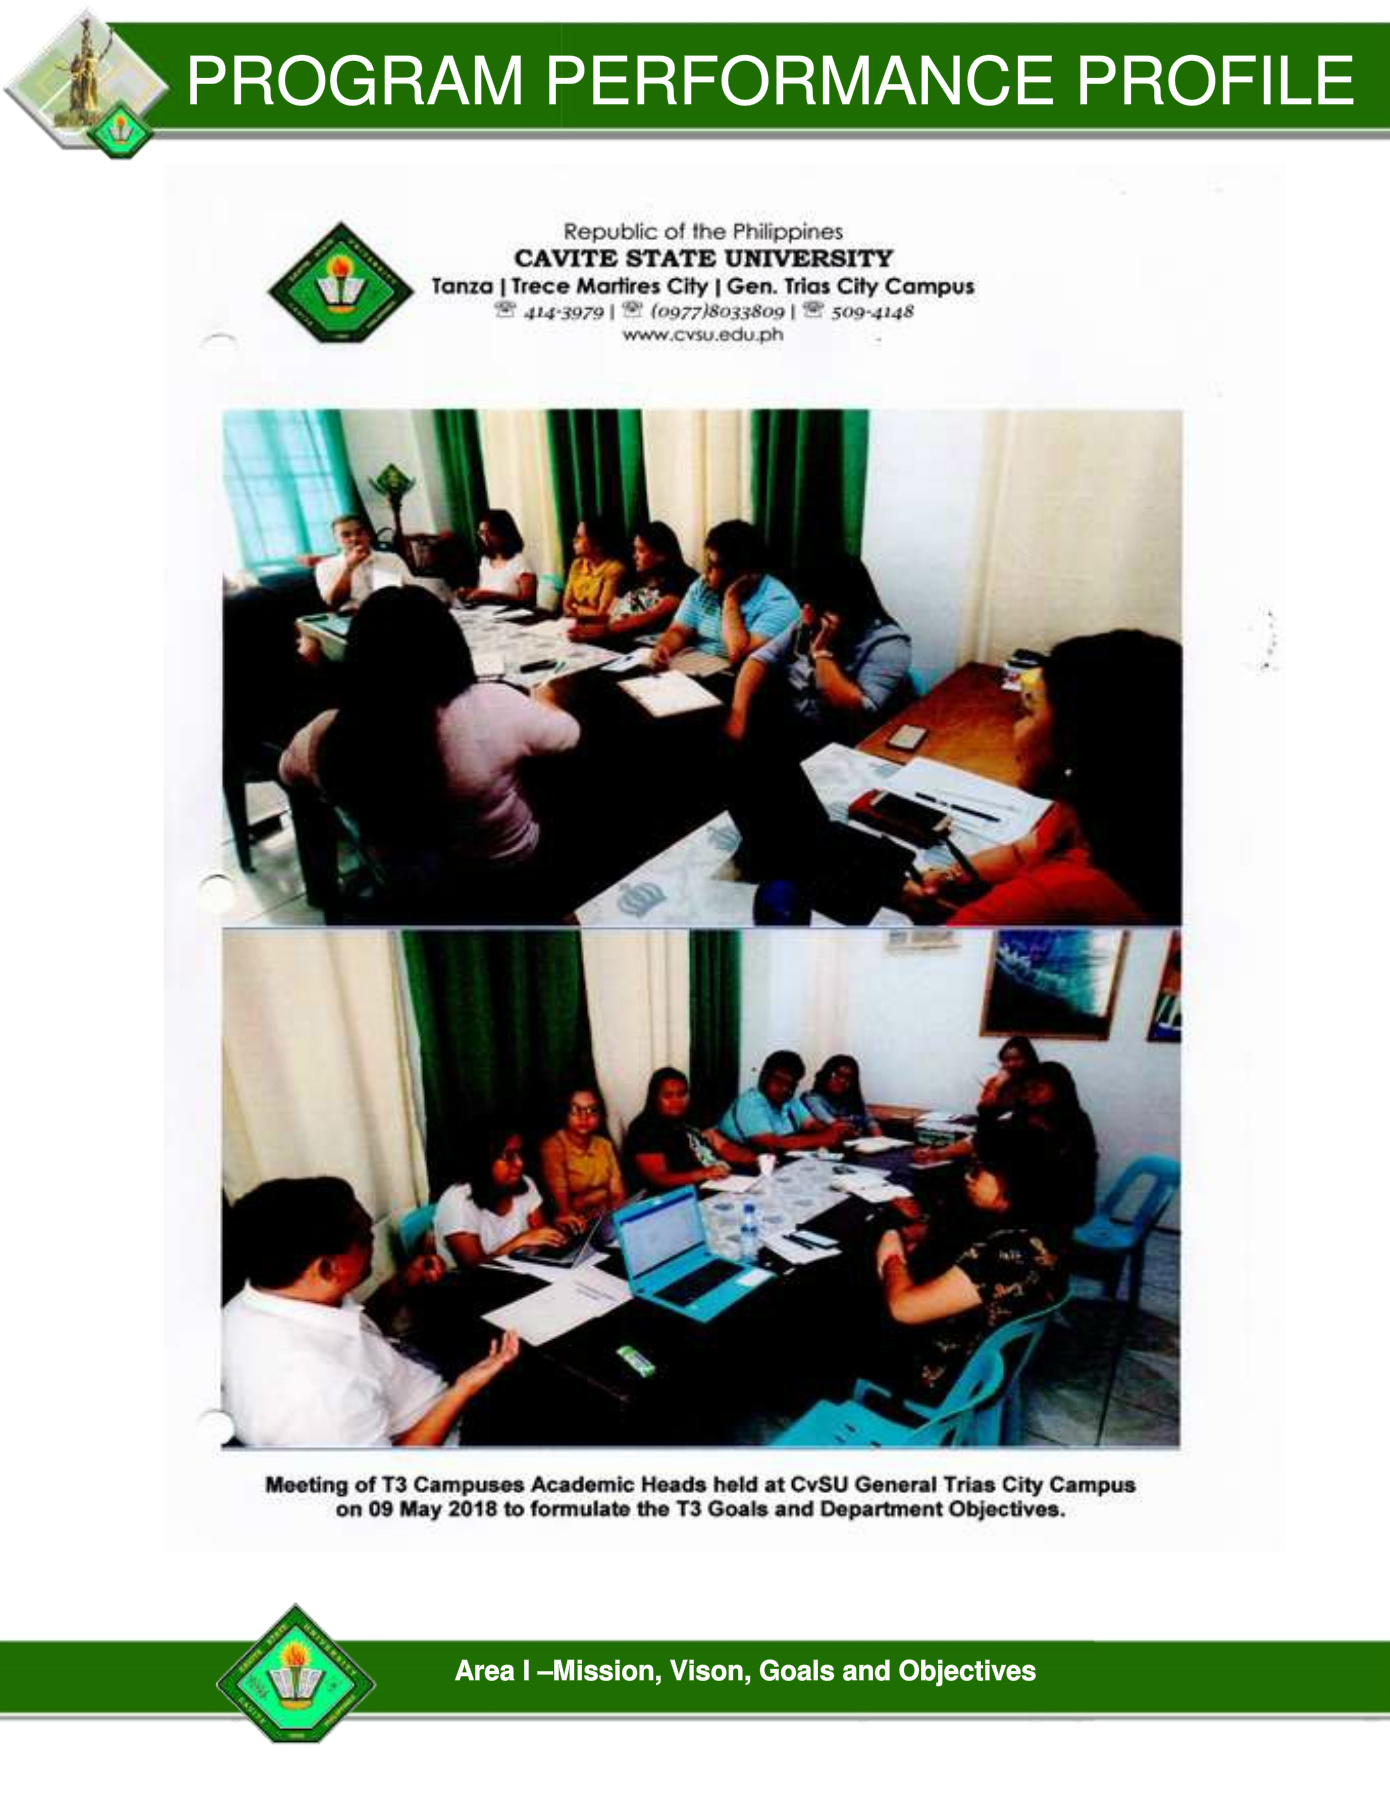 PROGRAM PERFORMANCE PROFILE
Republic of the Philippines
CAVITE STATE UNIVERSITY
Tanza | Trece Martires City | Gen. Trias City Campus
☏ 414-3979 | ☏ (0977)8033809 | ☏ 509-4148
www.cvsu.edu.ph
Meeting of T3 Campuses Academic Heads held at CvSU General Trias City Campus
on 09 May 2018 to formulate the T3 Goals and Department Objectives.
CAVITE STATE UNIVERSITY
Area I –Mission, Vison, Goals and Objectives